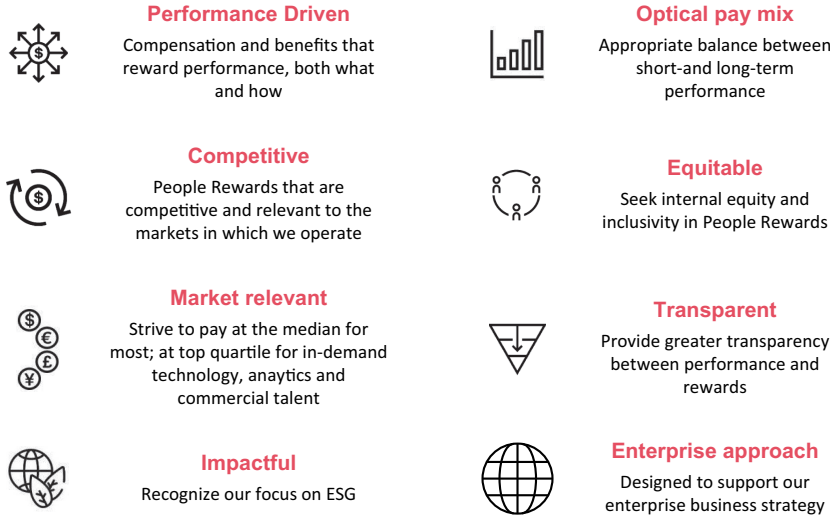 Performance Driven
Compensation and benefits that
reward performance, both what
and how
Optical pay mix
Appropriate balance between
short-and long-term
performance
Competitive
People Rewards that are
competitive and relevant to the
markets in which we operate
Equitable
Seek internal equity and
inclusivity in People Rewards
Market relevant
Strive to pay at the median for
most; at top quartile for in-demand
technology, anaytics and
commercial talent
Transparent
Provide greater transparency
between performance and
rewards
Impactful
Recognize our focus on ESG
Enterprise approach
Designed to support our
enterprise business strategy
$
$
$
€
£
¥